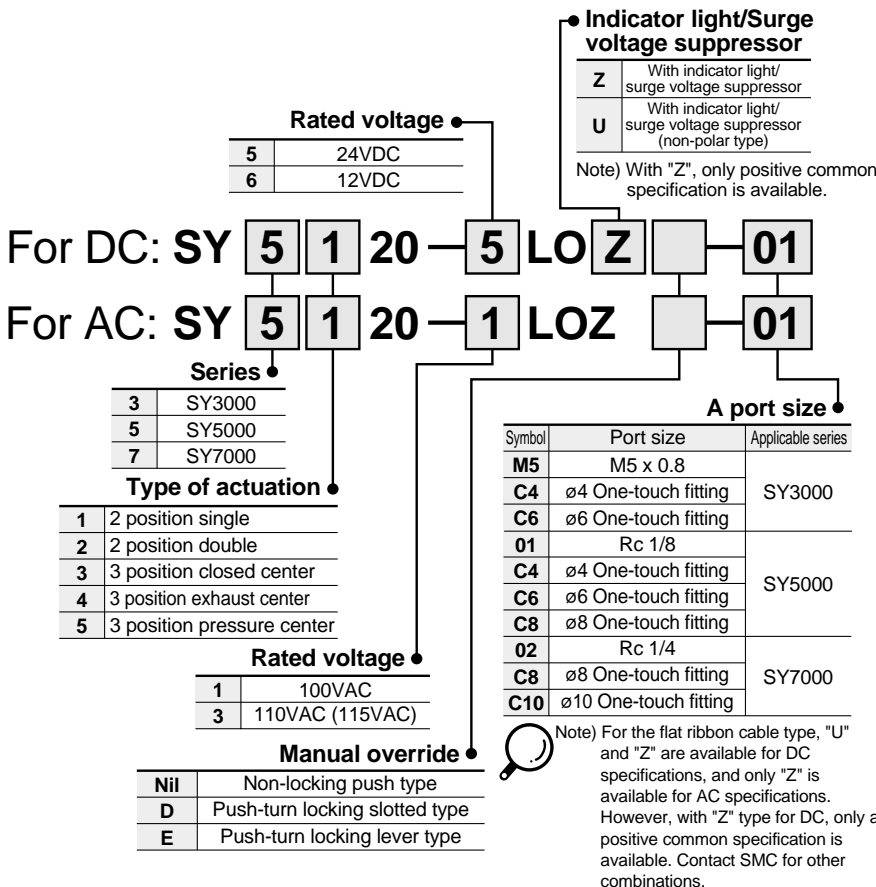 Indicator light/Surge
voltage suppressor
Z With indicator light/
surge voltage suppressor
U With indicator light/
surge voltage suppressor
(non-polar type)
Note) With "Z", only positive common
specification is available.
Rated voltage
5 24VDC
6 12VDC
For DC: SY 5 1 20 — 5 LO Z — 01
For AC: SY 5 1 20 — 1 LOZ — 01
Series
3 SY3000
5 SY5000
7 SY7000
Type of actuation
1 2 position single
2 2 position double
3 3 position closed center
4 3 position exhaust center
5 3 position pressure center
Rated voltage
1 100VAC
3 110VAC (115VAC)
Manual override
Nil Non-locking push type
D Push-turn locking slotted type
E Push-turn locking lever type
A port size
Symbol Port size Applicable series
M5 M5 x 0.8
C4 ø4 One-touch fitting SY3000
C6 ø6 One-touch fitting
01 Rc 1/8
C4 ø4 One-touch fitting
C6 ø6 One-touch fitting SY5000
C8 ø8 One-touch fitting
02 Rc 1/4
C8 ø8 One-touch fitting SY7000
C10 ø10 One-touch fitting
Note) For the flat ribbon cable type, "U"
and "Z" are available for DC
specifications, and only "Z" is
available for AC specifications.
However, with "Z" type for DC, only a
positive common specification is
available. Contact SMC for other
combinations.